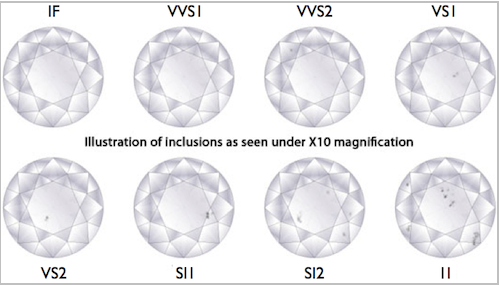 IF VVS1 VVS2 VS1
Illustration of inclusions as seen under X10 magnification
VS2 SI1 SI2 I1